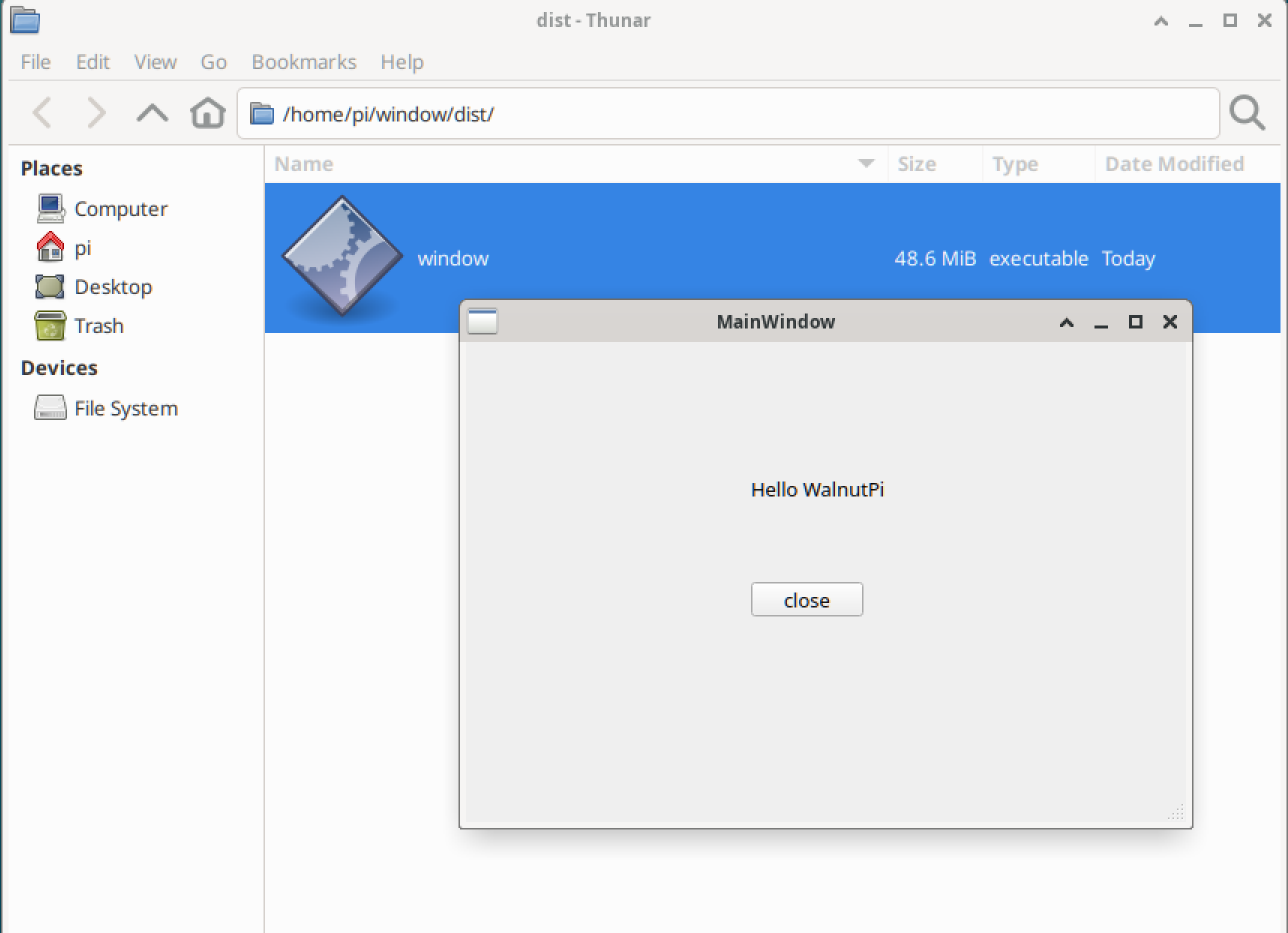 dist - Thunar
File Edit View Go Bookmarks Help
/home/pi/window/dist/
Places
Computer
pi
Desktop
Trash
Devices
File System
Name Size Type Date Modified
window 48.6 MiB executable Today
MainWindow
Hello WalnutPi
close